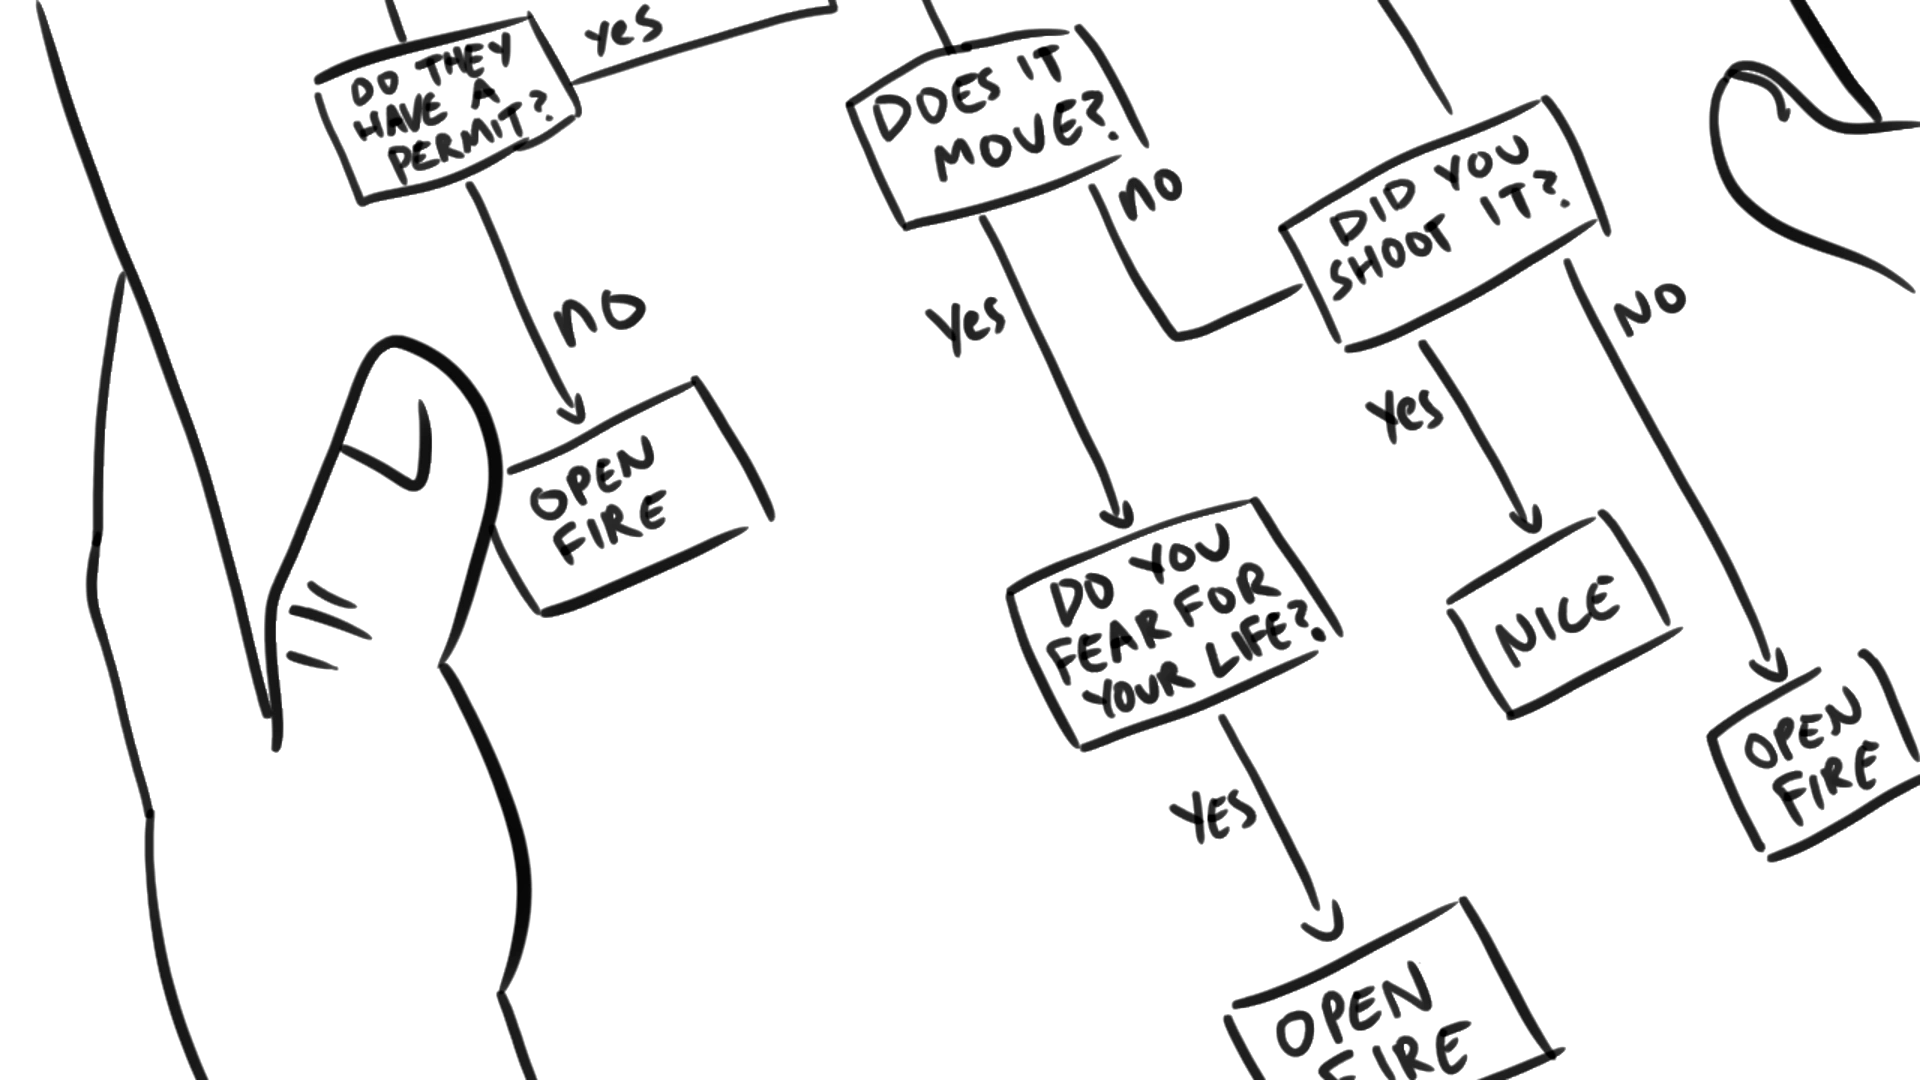 DO THEY
HAVE A
PERMIT?
yes
no
OPEN
FIRE
DOES IT
MOVE?
no
Yes
DID YOU
SHOOT IT?
Yes
NO
DO YOU
FEAR FOR
YOUR LIFE?
NICE
OPEN
FIRE
YES
OPEN
FIRE